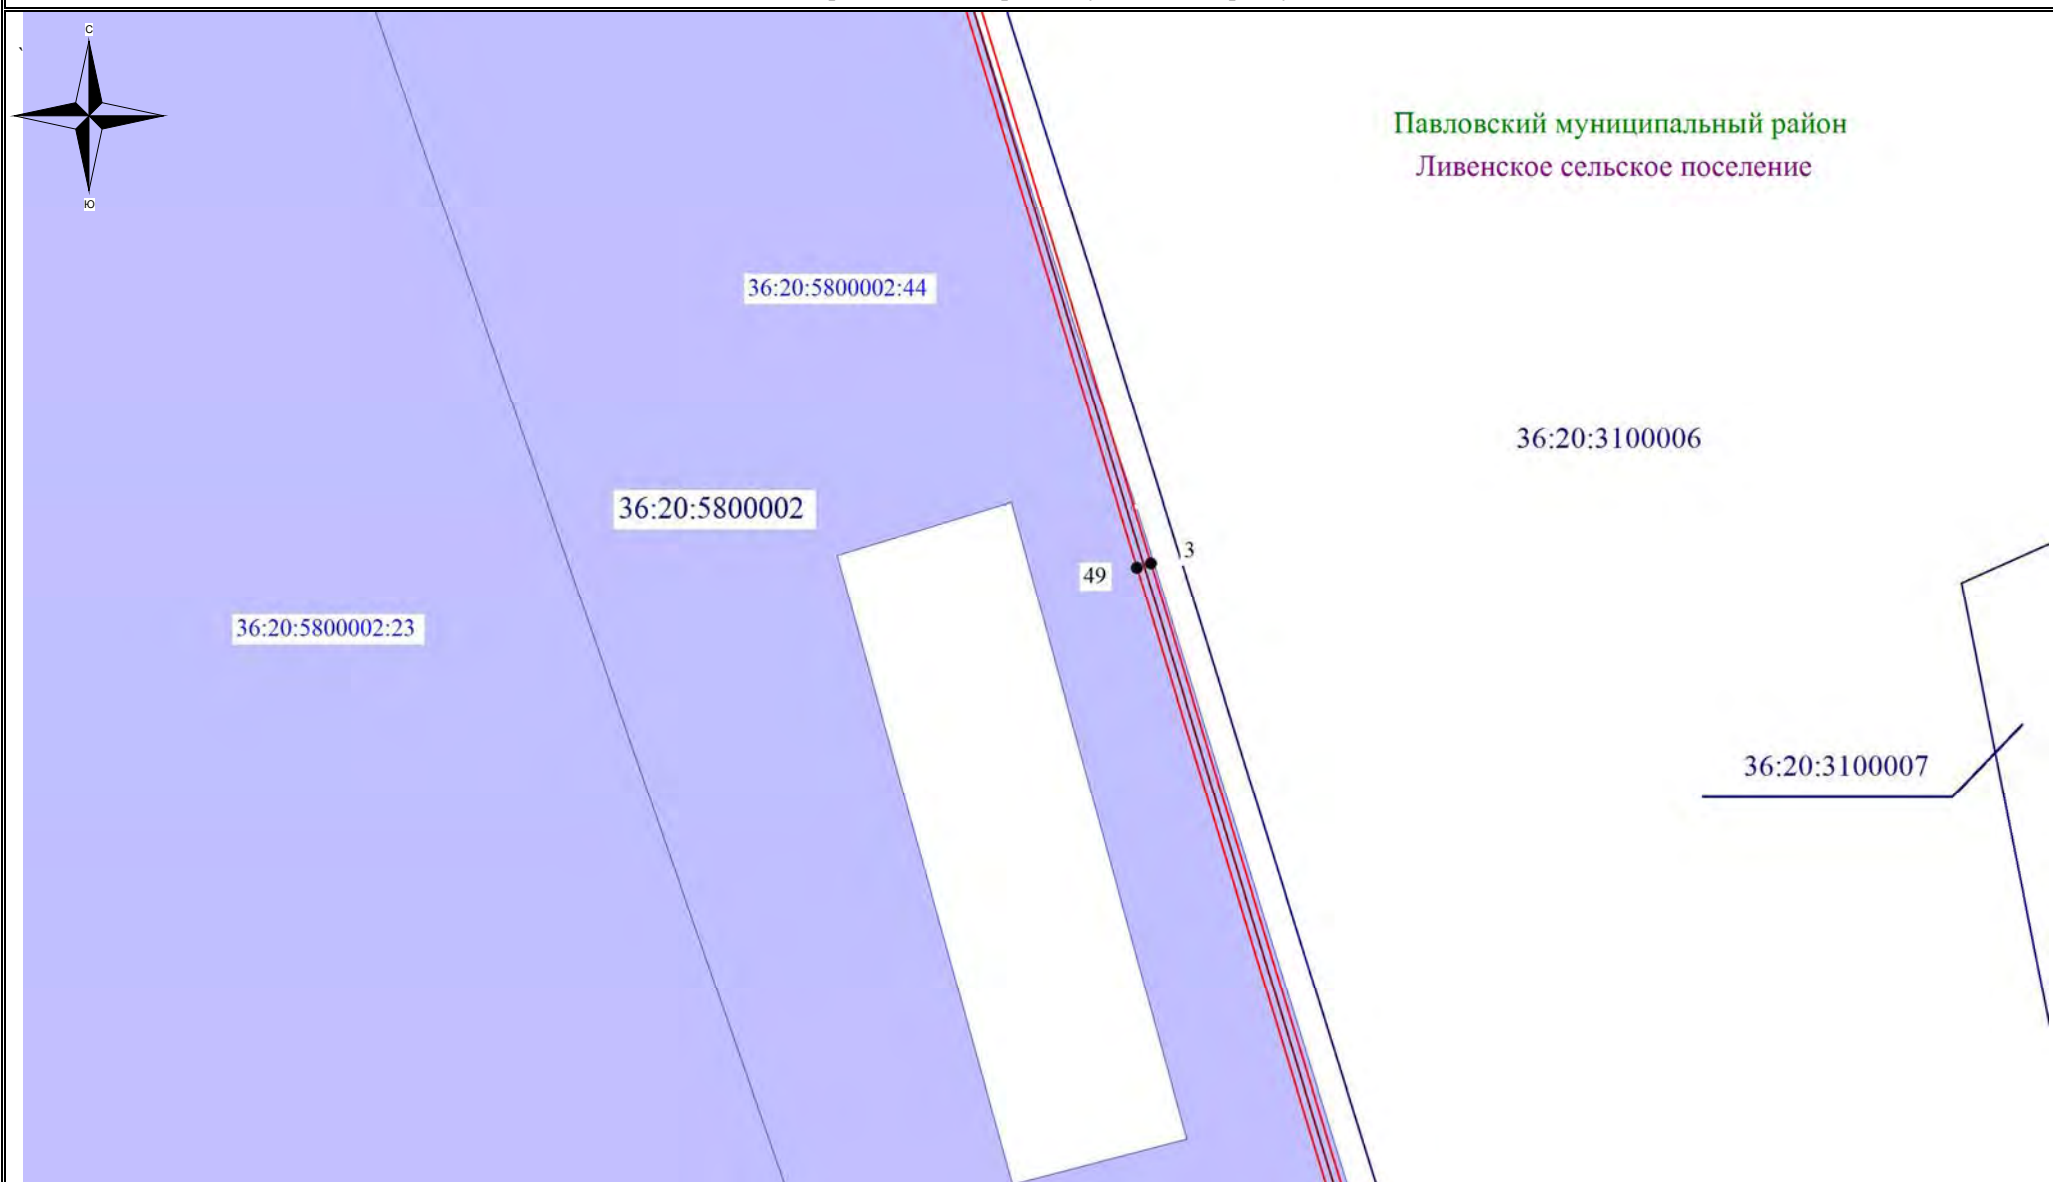 С
Ю
Павловский муниципальный район
Ливенское сельское поселение
36:20:5800002:44
36:20:3100006
36:20:5800002
3
49
36:20:5800002:23
36:20:3100007